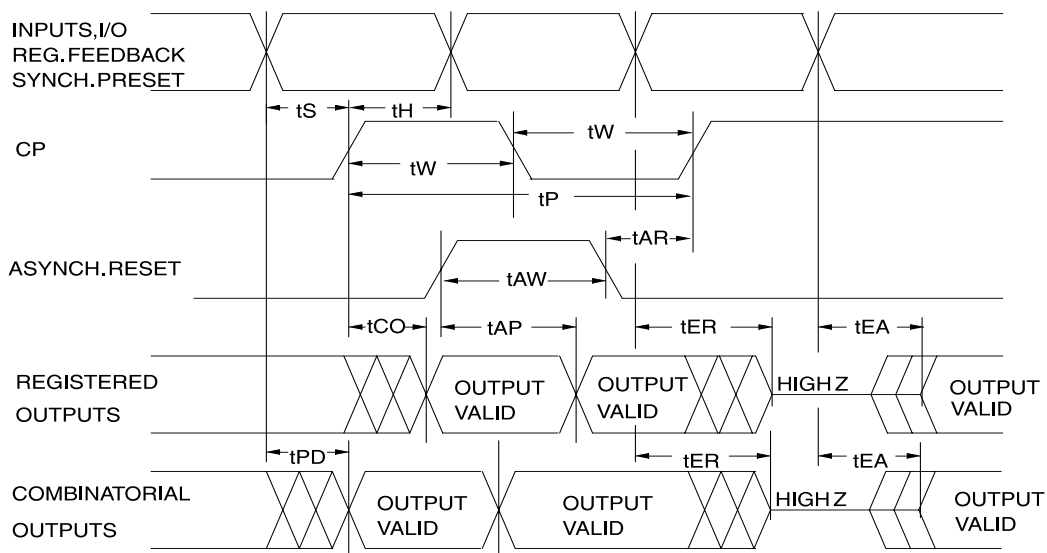 INPUTS,I/O
REG.FEEDBACK
SYNCH.PRESET
tS
tH
CP
tW
tW
tP
tAR
ASYNCH.RESET
tAW
tCO
tAP
tER
tEA
REGISTERED
OUTPUTS
OUTPUT
VALID
OUTPUT
VALID
HIGH Z
OUTPUT
VALID
tPD
tER
tEA
COMBINATORIAL
OUTPUTS
OUTPUT
VALID
OUTPUT
VALID
HIGH Z
OUTPUT
VALID